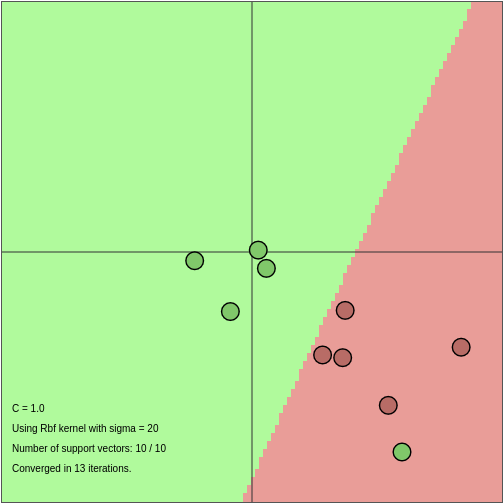 C = 1.0
Using Rbf kernel with sigma = 20
Number of support vectors: 10 / 10
Converged in 13 iterations.